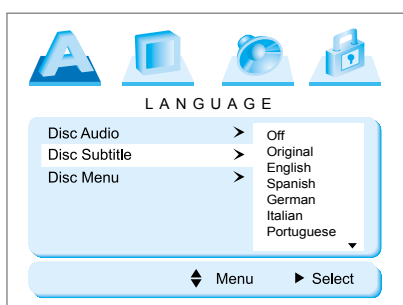 LANGUAGE
Disc Audio
Disc Subtitle
Disc Menu
Off
Original
English
Spanish
German
Italian
Portuguese
Menu Select